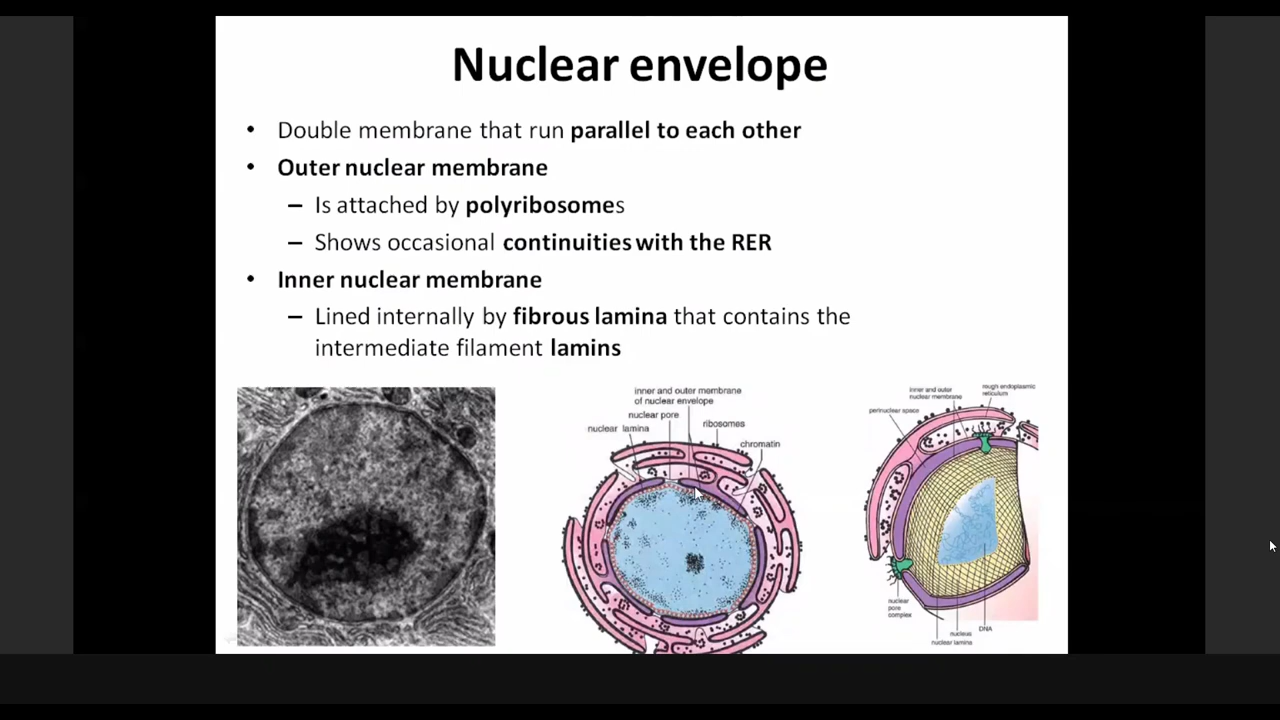 Nuclear envelope
• Double membrane that run parallel to each other
• Outer nuclear membrane
– Is attached by polyribosomes
– Shows occasional continuities with the RER
• Inner nuclear membrane
– Lined internally by fibrous lamina that contains the
intermediate filament lamins
inner and outer membrane
of nuclear envelope
nuclear pore
nuclear lamina
ribosomes
chromatin
inner and outer
nuclear membrane
rough endoplasmic
reticulum
perinuclear space
nuclear
pore
complex
DNA
nucleus
nuclear lamins